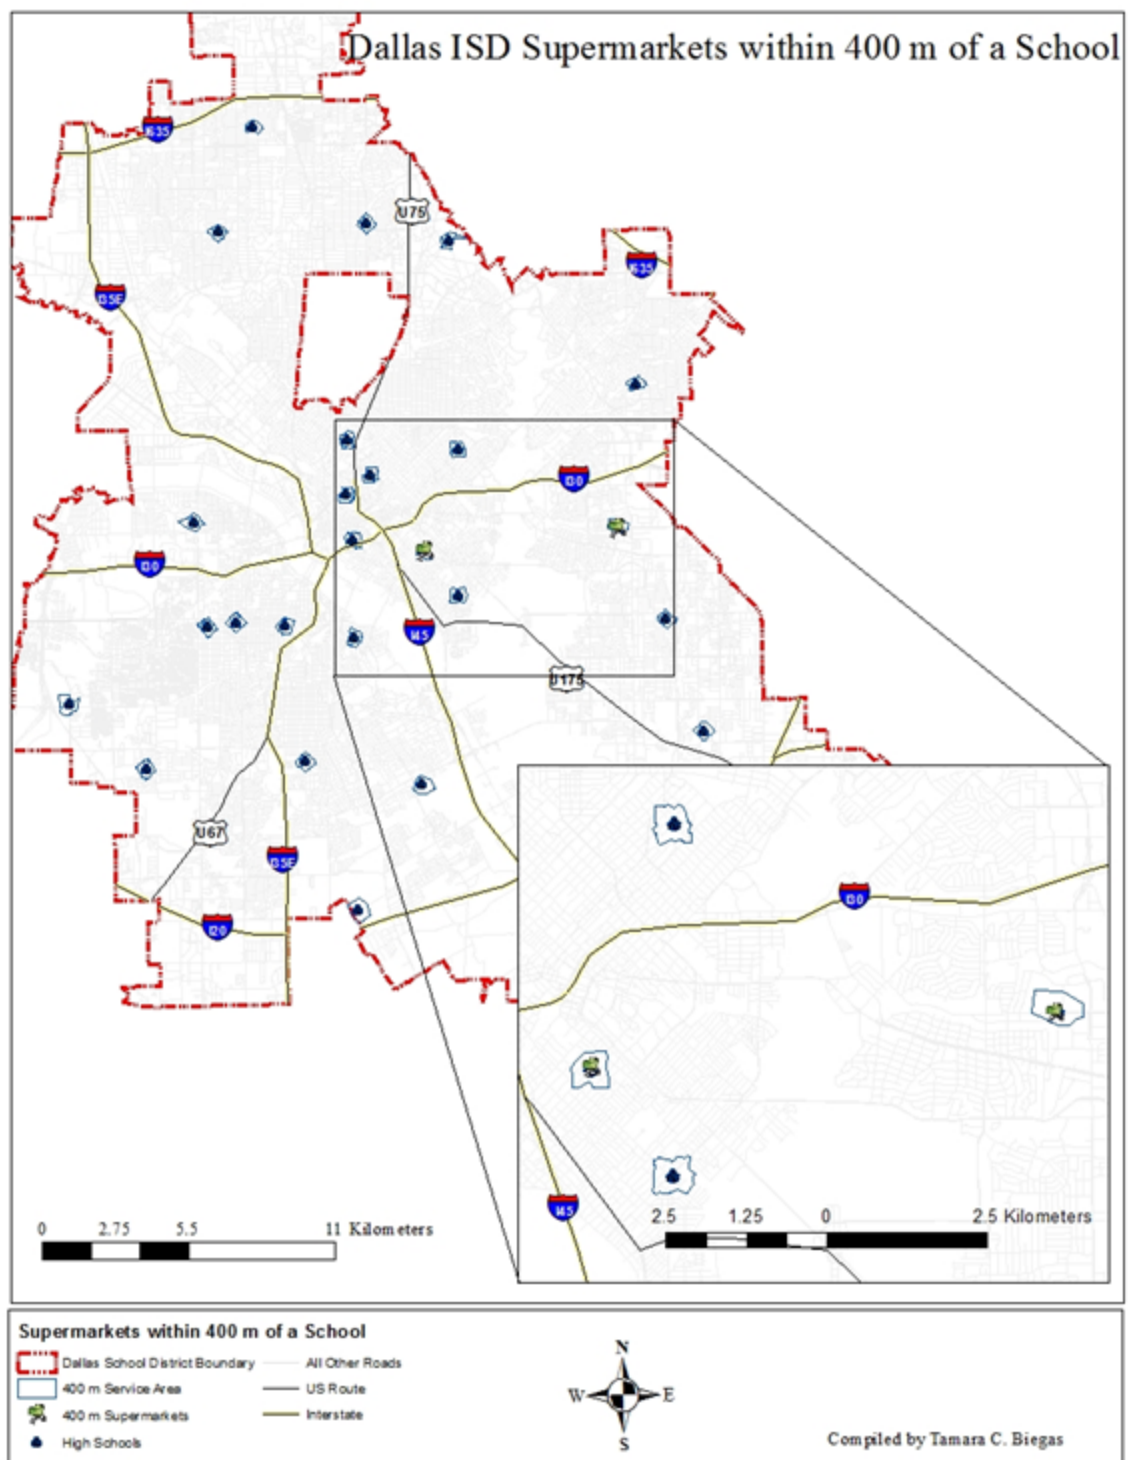 Dallas ISD Supermarkets within 400 m of a School
I635
U75
I635
I35E
I30
I30
I45
U175
U67
I35E
I20
I30
I45
2.5 1.25 0 2.5 Kilometers
0 2.75 5.5 11 Kilometers
Supermarkets within 400 m of a School
Dallas School District Boundary All Other Roads
400 m Service Area US Route
400 m Supermarkets Interstate
High Schools
N
W E
S
Compiled by Tamara C. Biegas